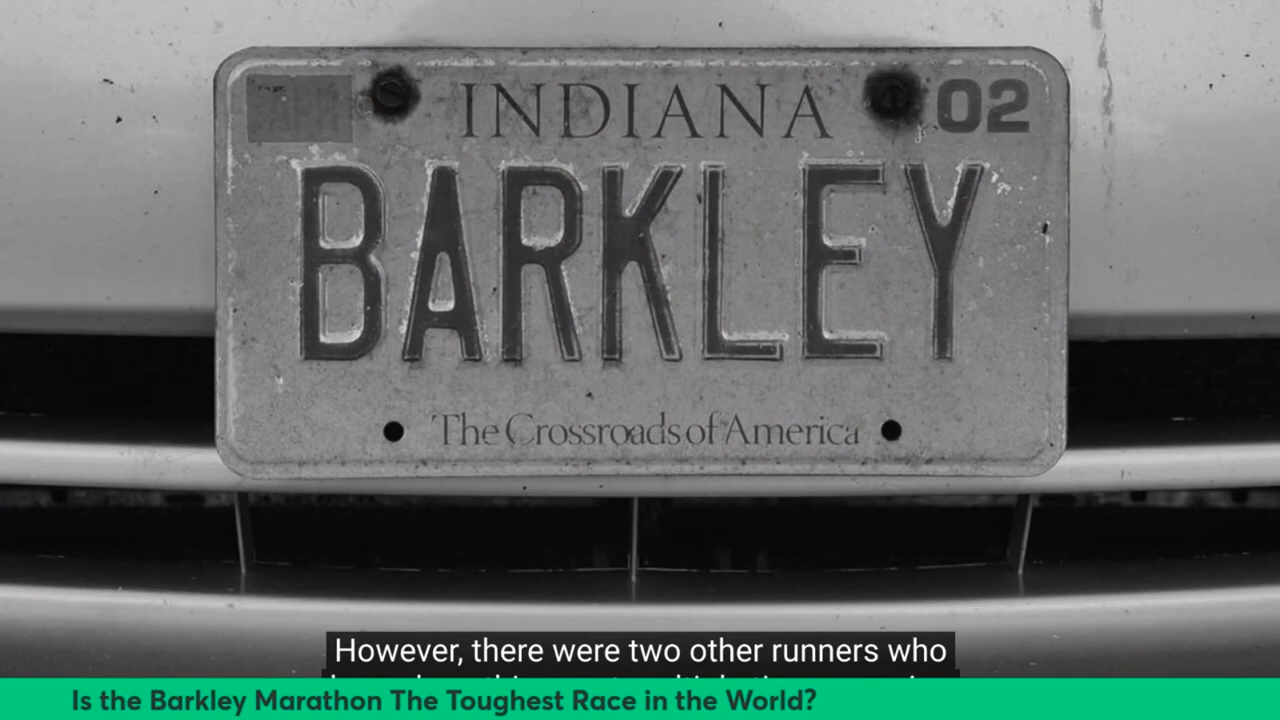 INDIANA 02
BARKLEY
The Crossroads of America
However, there were two other runners who
Is the Barkley Marathon The Toughest Race in the World?